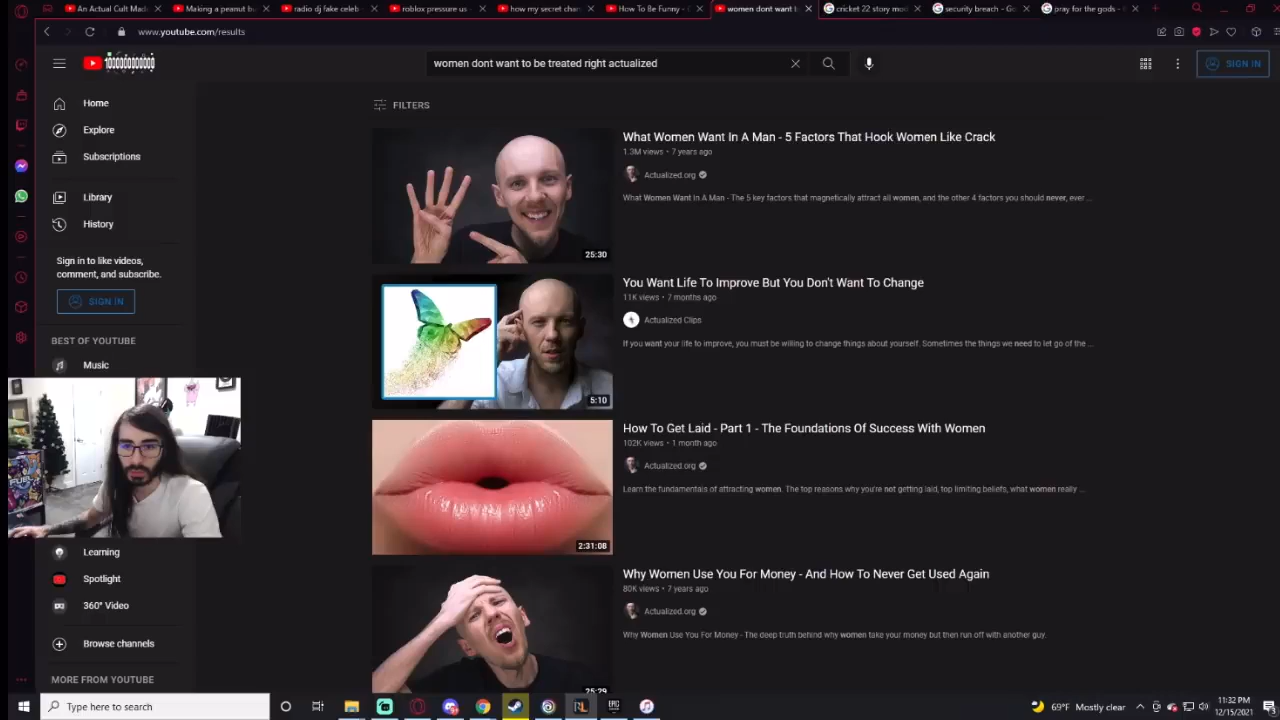 An Actual Cult Made
Making a peanut bu
radio dj fake celeb
roblox pressure us
how my secret char
How To Be Funny - 
women dont want t
cricket 22 story mo
security breach - Go
pray for the gods -
www.youtube.com/results
women dont want to be treated right actualized
SIGN IN
Home
Explore
Subscriptions
Library
History
Sign in to like videos,
comment, and subscribe.
SIGN IN
BEST OF YOUTUBE
Music
Learning
Spotlight
360° Video
Browse channels
MORE FROM YOUTUBE
FILTERS
25:30
What Women Want In A Man - 5 Factors That Hook Women Like Crack
1.3M views • 7 years ago
Actualized.org
What Women Want In A Man - The 5 key factors that magnetically attract all women, and the other 4 factors you should never, ever ...
5:10
You Want Life To Improve But You Don't Want To Change
11K views • 7 months ago
Actualized Clips
If you want your life to improve, you must be willing to change things about yourself. Sometimes the things we need to let go of the ...
2:31:08
How To Get Laid - Part 1 - The Foundations Of Success With Women
102K views • 1 month ago
Actualized.org
Learn the fundamentals of attracting women. The top reasons why you're not getting laid, top limiting beliefs, what women really ...
25:29
Why Women Use You For Money - And How To Never Get Used Again
80K views • 7 years ago
Actualized.org
Why Women Use You For Money - The deep truth behind why women take your money but then run off with another guy.
Type here to search
EPIC
69°F Mostly clear
11:32 PM
12/15/2021